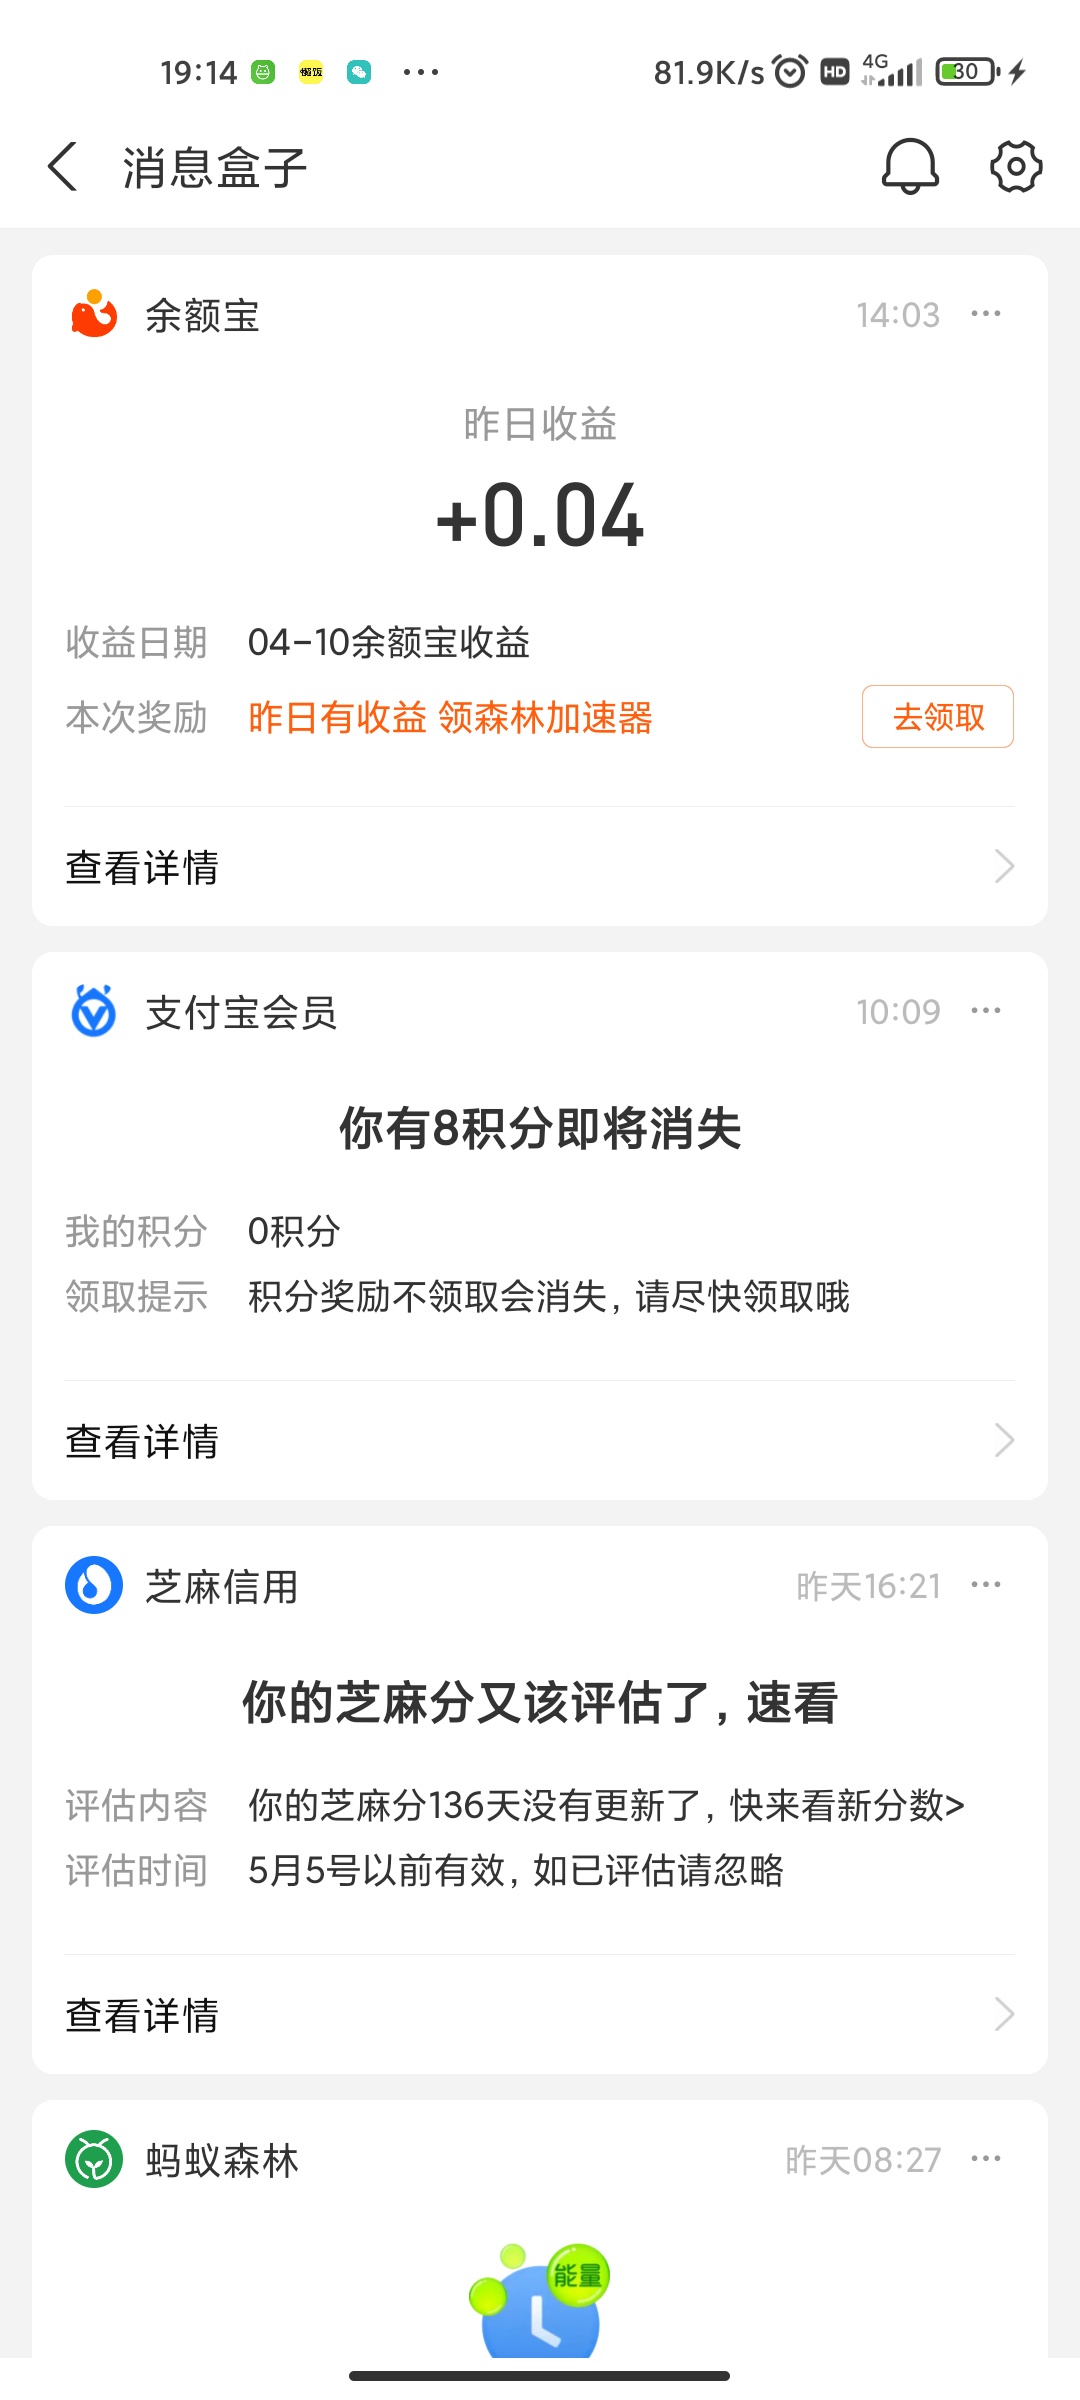 19:14 懒饭 ··· 81.9K/s HD 4G 30
消息盒子
余额宝 14:03 ···
昨日收益
+0.04
收益日期 04-10余额宝收益
本次奖励 昨日有收益 领森林加速器 去领取
查看详情
支付宝会员 10:09 ···
你有8积分即将消失
我的积分 0积分
领取提示 积分奖励不领取会消失，请尽快领取哦
查看详情
芝麻信用 昨天16:21 ···
你的芝麻分又该评估了，速看
评估内容 你的芝麻分136天没有更新了，快来看新分数>
评估时间 5月5号以前有效，如已评估请忽略
查看详情
蚂蚁森林 昨天08:27 ···
能量